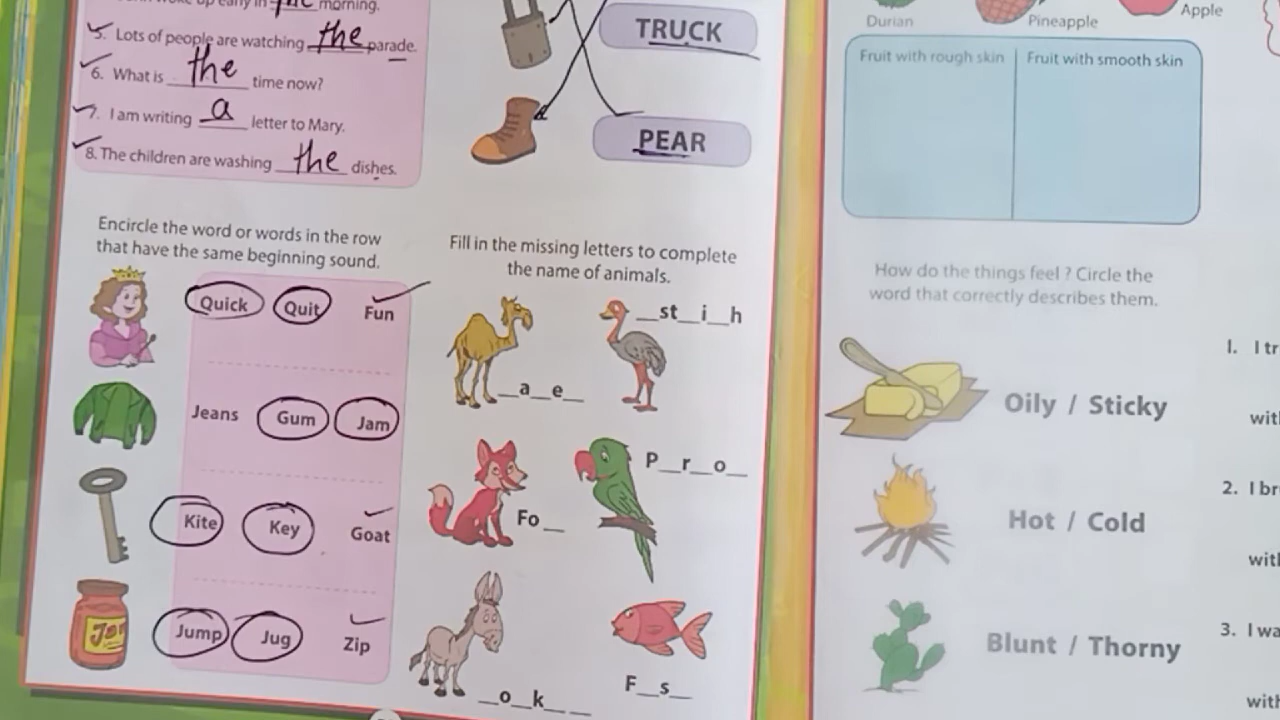 morning.
5. Lots of people are watching the parade.
6. What is the time now?
7. I am writing a letter to Mary.
8. The children are washing the dishes.
TRUCK
PEAR
Encircle the word or words in the row
that have the same beginning sound.
Quick Quit Fun
Jeans Gum Jam
Kite Key Goat
Jump Jug Zip
Fill in the missing letters to complete
the name of animals.
__a__e__
__st__i__h
Fo__
P__r__o__
__o__k__ __
F__s__
Durian
Pineapple
Apple
Fruit with rough skin
Fruit with smooth skin
How do the things feel ? Circle the
word that correctly describes them.
Oily / Sticky
Hot / Cold
Blunt / Thorny
1. I tr
wit
2. I br
wit
3. I wa
wit